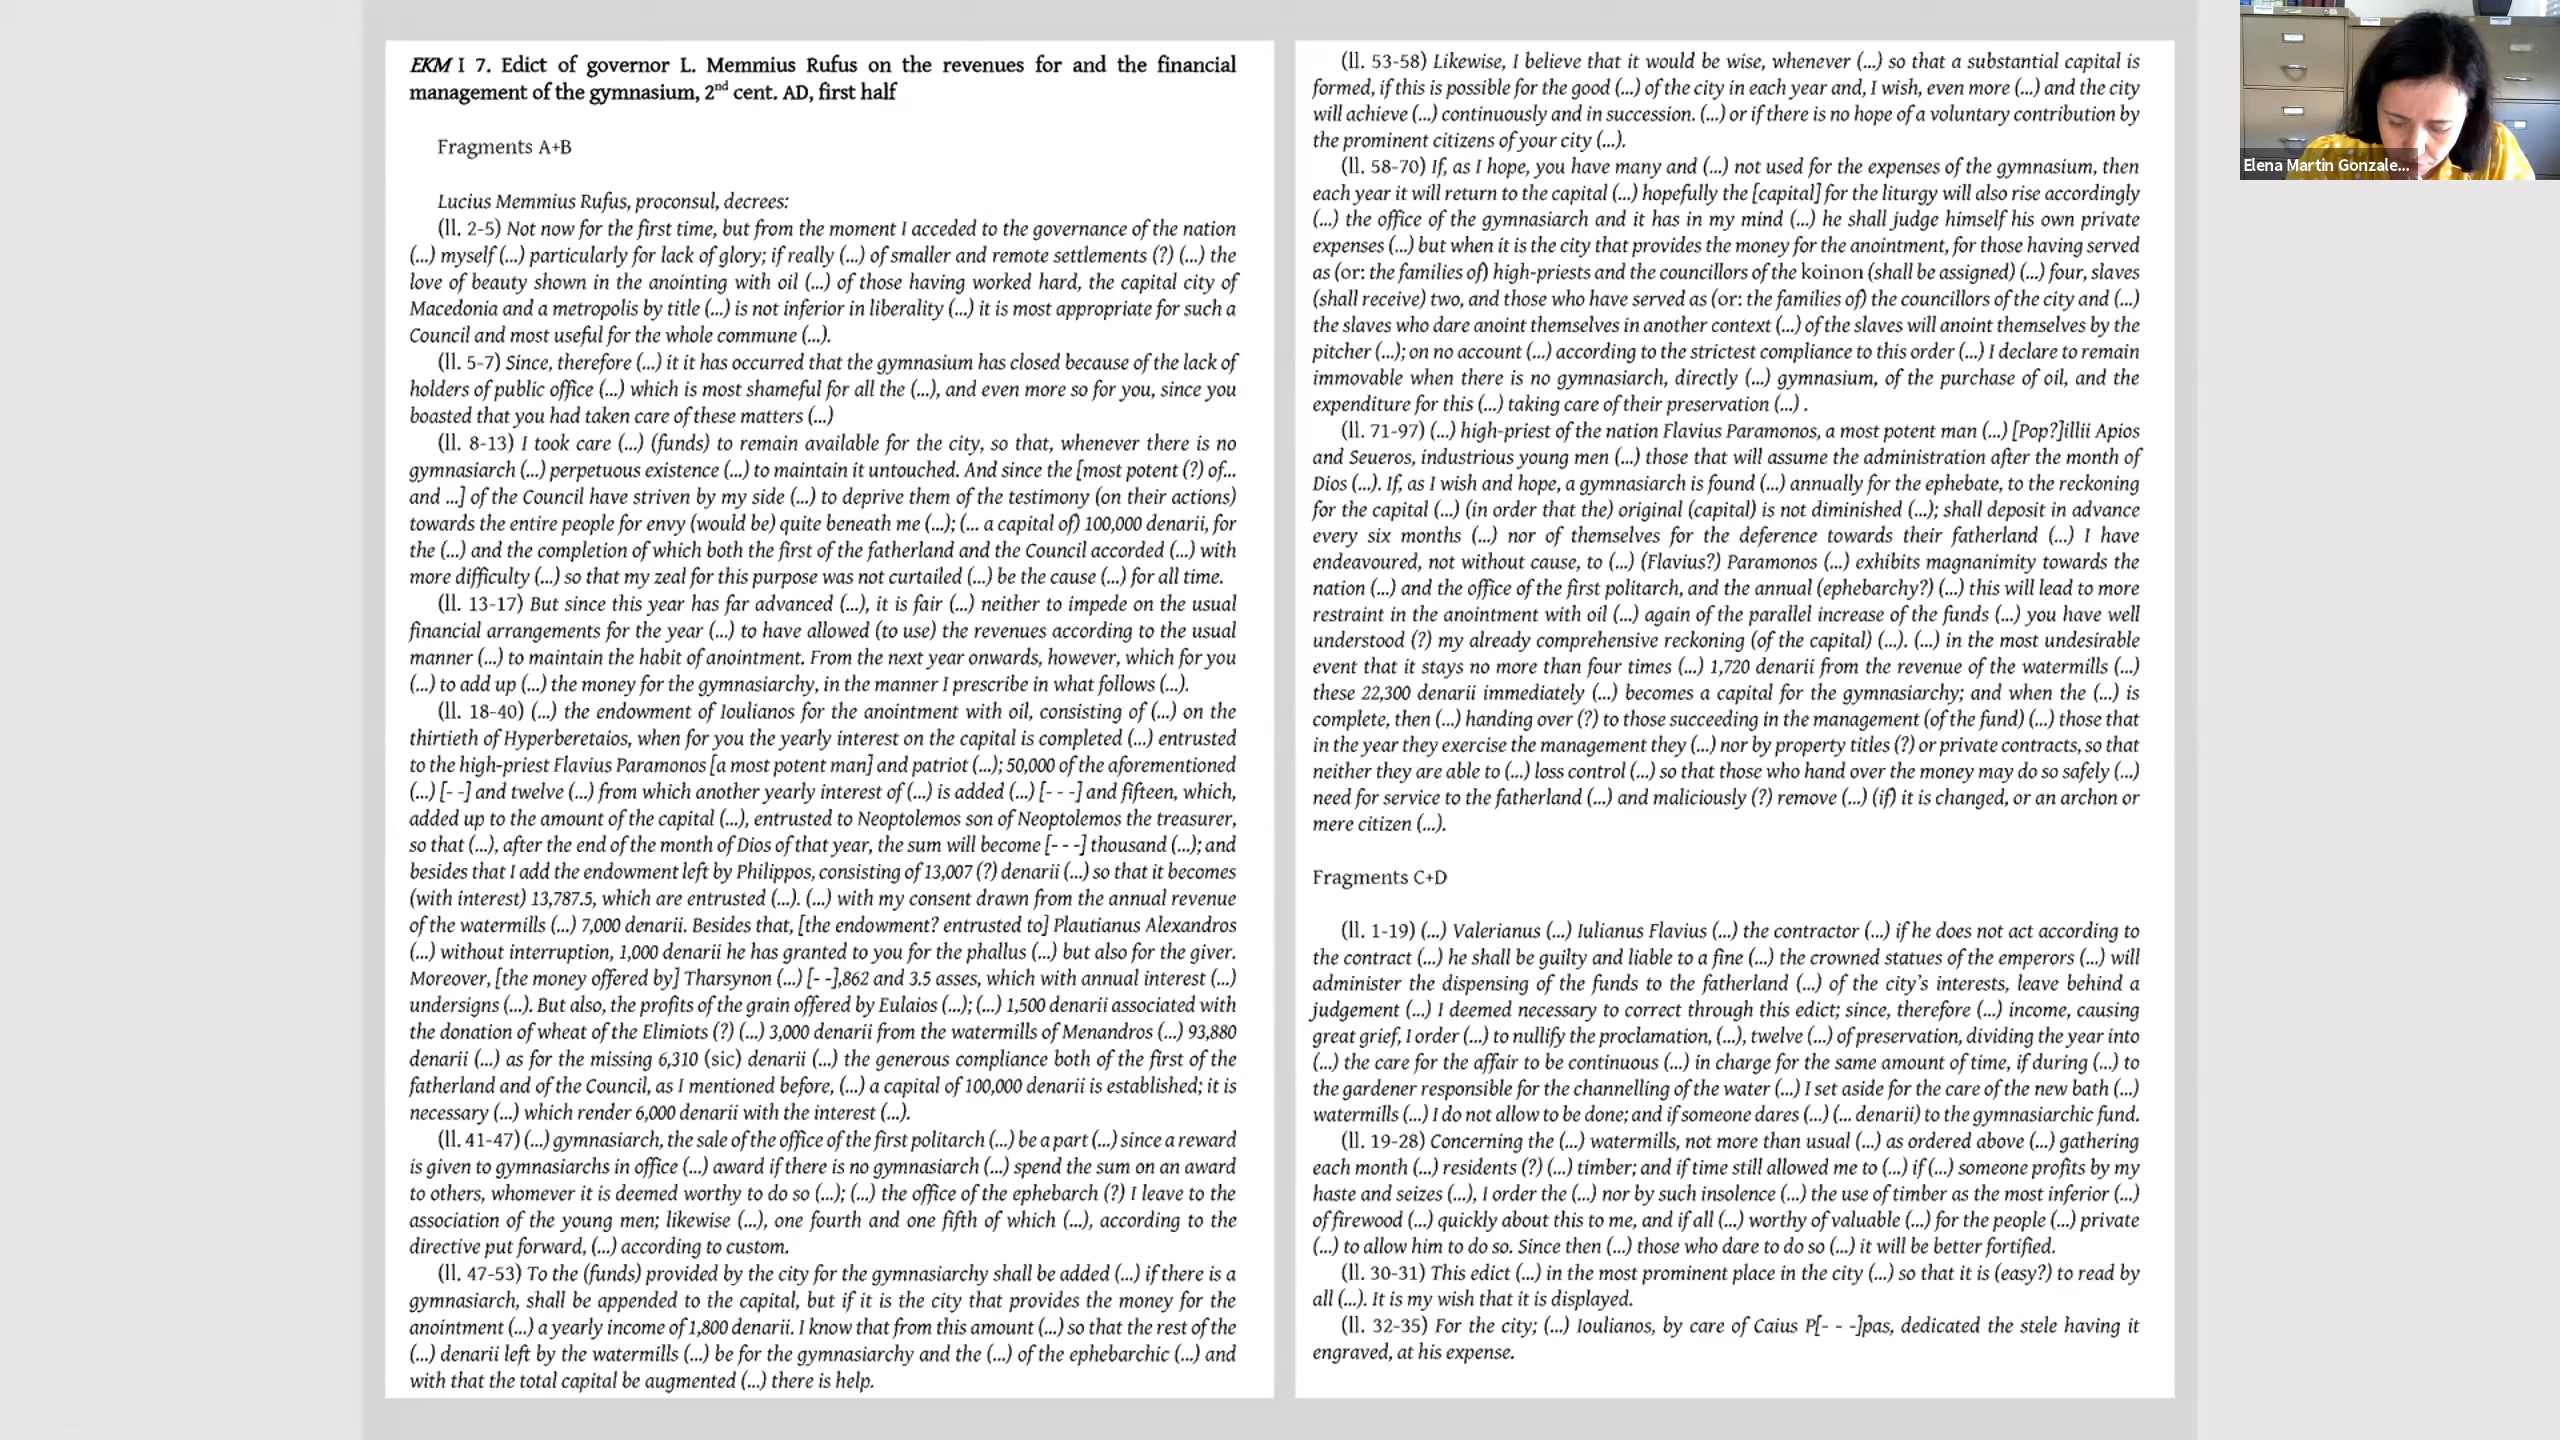 EKM I 7. Edict of governor L. Memmius Rufus on the revenues for and the financial
management of the gymnasium, 2nd cent. AD, first half
Fragments A+B
Lucius Memmius Rufus, proconsul, decrees:
(ll. 2-5) Not now for the first time, but from the moment I acceded to the governance of the nation
(...) myself (...) particularly for lack of glory; if really (...) of smaller and remote settlements (?) (...) the
love of beauty shown in the anointing with oil (...) of those having worked hard, the capital city of
Macedonia and a metropolis by title (...) is not inferior in liberality (...) it is most appropriate for such a
Council and most useful for the whole commune (...).
(ll. 5-7) Since, therefore (...) it it has occurred that the gymnasium has closed because of the lack of
holders of public office (...) which is most shameful for all the (...), and even more so for you, since you
boasted that you had taken care of these matters (...)
(ll. 8-13) I took care (...) (funds) to remain available for the city, so that, whenever there is no
gymnasiarch (...) perpetuous existence (...) to maintain it untouched. And since the [most potent (?) of...
and ...] of the Council have striven by my side (...) to deprive them of the testimony (on their actions)
towards the entire people for envy (would be) quite beneath me (...); (... a capital of) 100,000 denarii, for
the (...) and the completion of which both the first of the fatherland and the Council accorded (...) with
more difficulty (...) so that my zeal for this purpose was not curtailed (...) be the cause (...) for all time.
(ll. 13-17) But since this year has far advanced (...), it is fair (...) neither to impede on the usual
financial arrangements for the year (...) to have allowed (to use) the revenues according to the usual
manner (...) to maintain the habit of anointment. From the next year onwards, however, which for you
(...) to add up (...) the money for the gymnasiarchy, in the manner I prescribe in what follows (...).
(ll. 18-40) (...) the endowment of Ioulianos for the anointment with oil, consisting of (...) on the
thirtieth of Hyperberetaios, when for you the yearly interest on the capital is completed (...) entrusted
to the high-priest Flavius Paramonos [a most potent man] and patriot (...); 50,000 of the aforementioned
(...) [- -] and twelve (...) from which another yearly interest of (...) is added (...) [- - -] and fifteen, which,
added up to the amount of the capital (...), entrusted to Neoptolemos son of Neoptolemos the treasurer,
so that (...), after the end of the month of Dios of that year, the sum will become [- - -] thousand (...); and
besides that I add the endowment left by Philippos, consisting of 13,007 (?) denarii (...) so that it becomes
(with interest) 13,787.5, which are entrusted (...). (...) with my consent drawn from the annual revenue
of the watermills (...) 7,000 denarii. Besides that, [the endowment? entrusted to] Plautianus Alexandros
(...) without interruption, 1,000 denarii he has granted to you for the phallus (...) but also for the giver.
Moreover, [the money offered by] Tharsynon (...) [- -],862 and 3.5 asses, which with annual interest (...)
undersigns (...). But also, the profits of the grain offered by Eulaios (...); (...) 1,500 denarii associated with
the donation of wheat of the Elimiots (?) (...) 3,000 denarii from the watermills of Menandros (...) 93,880
denarii (...) as for the missing 6,310 (sic) denarii (...) the generous compliance both of the first of the
fatherland and of the Council, as I mentioned before, (...) a capital of 100,000 denarii is established; it is
necessary (...) which render 6,000 denarii with the interest (...).
(ll. 41-47) (...) gymnasiarch, the sale of the office of the first politarch (...) be a part (...) since a reward
is given to gymnasiarchs in office (...) award if there is no gymnasiarch (...) spend the sum on an award
to others, whomever it is deemed worthy to do so (...); (...) the office of the ephebarch (?) I leave to the
association of the young men; likewise (...), one fourth and one fifth of which (...), according to the
directive put forward, (...) according to custom.
(ll. 47-53) To the (funds) provided by the city for the gymnasiarchy shall be added (...) if there is a
gymnasiarch, shall be appended to the capital, but if it is the city that provides the money for the
anointment (...) a yearly income of 1,800 denarii. I know that from this amount (...) so that the rest of the
(...) denarii left by the watermills (...) be for the gymnasiarchy and the (...) of the ephebarchic (...) and
with that the total capital be augmented (...) there is help.
(ll. 53-58) Likewise, I believe that it would be wise, whenever (...) so that a substantial capital is
formed, if this is possible for the good (...) of the city in each year and, I wish, even more (...) and the city
will achieve (...) continuously and in succession. (...) or if there is no hope of a voluntary contribution by
the prominent citizens of your city (...).
(ll. 58-70) If, as I hope, you have many and (...) not used for the expenses of the gymnasium, then
each year it will return to the capital (...) hopefully the [capital] for the liturgy will also rise accordingly
(...) the office of the gymnasiarch and it has in my mind (...) he shall judge himself his own private
expenses (...) but when it is the city that provides the money for the anointment, for those having served
as (or: the families of) high-priests and the councillors of the koinon (shall be assigned) (...) four, slaves
(shall receive) two, and those who have served as (or: the families of) the councillors of the city and (...)
the slaves who dare anoint themselves in another context (...) of the slaves will anoint themselves by the
pitcher (...); on no account (...) according to the strictest compliance to this order (...) I declare to remain
immovable when there is no gymnasiarch, directly (...) gymnasium, of the purchase of oil, and the
expenditure for this (...) taking care of their preservation (...) .
(ll. 71-97) (...) high-priest of the nation Flavius Paramonos, a most potent man (...) [Pop?]illii Apios
and Seueros, industrious young men (...) those that will assume the administration after the month of
Dios (...). If, as I wish and hope, a gymnasiarch is found (...) annually for the ephebate, to the reckoning
for the capital (...) (in order that the) original (capital) is not diminished (...); shall deposit in advance
every six months (...) nor of themselves for the deference towards their fatherland (...) I have
endeavoured, not without cause, to (...) (Flavius?) Paramonos (...) exhibits magnanimity towards the
nation (...) and the office of the first politarch, and the annual (ephebarchy?) (...) this will lead to more
restraint in the anointment with oil (...) again of the parallel increase of the funds (...) you have well
understood (?) my already comprehensive reckoning (of the capital) (...). (...) in the most undesirable
event that it stays no more than four times (...) 1,720 denarii from the revenue of the watermills (...)
these 22,300 denarii immediately (...) becomes a capital for the gymnasiarchy; and when the (...) is
complete, then (...) handing over (?) to those succeeding in the management (of the fund) (...) those that
in the year they exercise the management they (...) nor by property titles (?) or private contracts, so that
neither they are able to (...) loss control (...) so that those who hand over the money may do so safely (...)
need for service to the fatherland (...) and maliciously (?) remove (...) (if) it is changed, or an archon or
mere citizen (...).
Fragments C+D
(ll. 1-19) (...) Valerianus (...) Iulianus Flavius (...) the contractor (...) if he does not act according to
the contract (...) he shall be guilty and liable to a fine (...) the crowned statues of the emperors (...) will
administer the dispensing of the funds to the fatherland (...) of the city's interests, leave behind a
judgement (...) I deemed necessary to correct through this edict; since, therefore (...) income, causing
great grief, I order (...) to nullify the proclamation, (...), twelve (...) of preservation, dividing the year into
(...) the care for the affair to be continuous (...) in charge for the same amount of time, if during (...) to
the gardener responsible for the channelling of the water (...) I set aside for the care of the new bath (...)
watermills (...) I do not allow to be done; and if someone dares (...) (... denarii) to the gymnasiarchic fund.
(ll. 19-28) Concerning the (...) watermills, not more than usual (...) as ordered above (...) gathering
each month (...) residents (?) (...) timber; and if time still allowed me to (...) if (...) someone profits by my
haste and seizes (...), I order the (...) nor by such insolence (...) the use of timber as the most inferior (...)
of firewood (...) quickly about this to me, and if all (...) worthy of valuable (...) for the people (...) private
(...) to allow him to do so. Since then (...) those who dare to do so (...) it will be better fortified.
(ll. 30-31) This edict (...) in the most prominent place in the city (...) so that it is (easy?) to read by
all (...). It is my wish that it is displayed.
(ll. 32-35) For the city; (...) Ioulianos, by care of Caius P[- - -]pas, dedicated the stele having it
engraved, at his expense.
Elena Martin Gonzale...